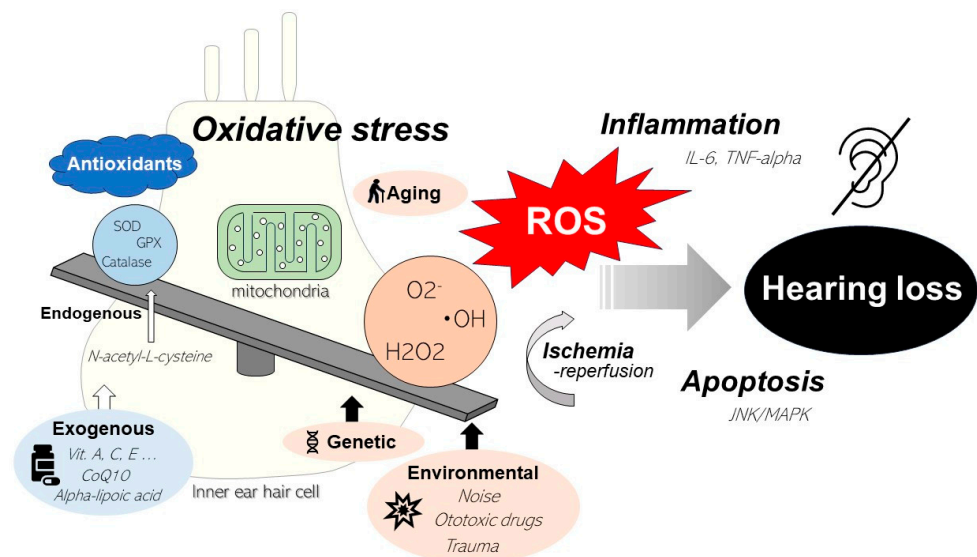 Oxidative stress
Antioxidants
SOD
GPX
Catalase
Endogenous
N-acetyl-L-cysteine
Exogenous
Vit. A, C, E ...
CoQ10
Alpha-lipoic acid
mitochondria
Inner ear hair cell
Aging
O2-
•OH
H2O2
Genetic
Environmental
Noise
Ototoxic drugs
Trauma
ROS
Ischemia
-reperfusion
Inflammation
IL-6, TNF-alpha
Hearing loss
Apoptosis
JNK/MAPK